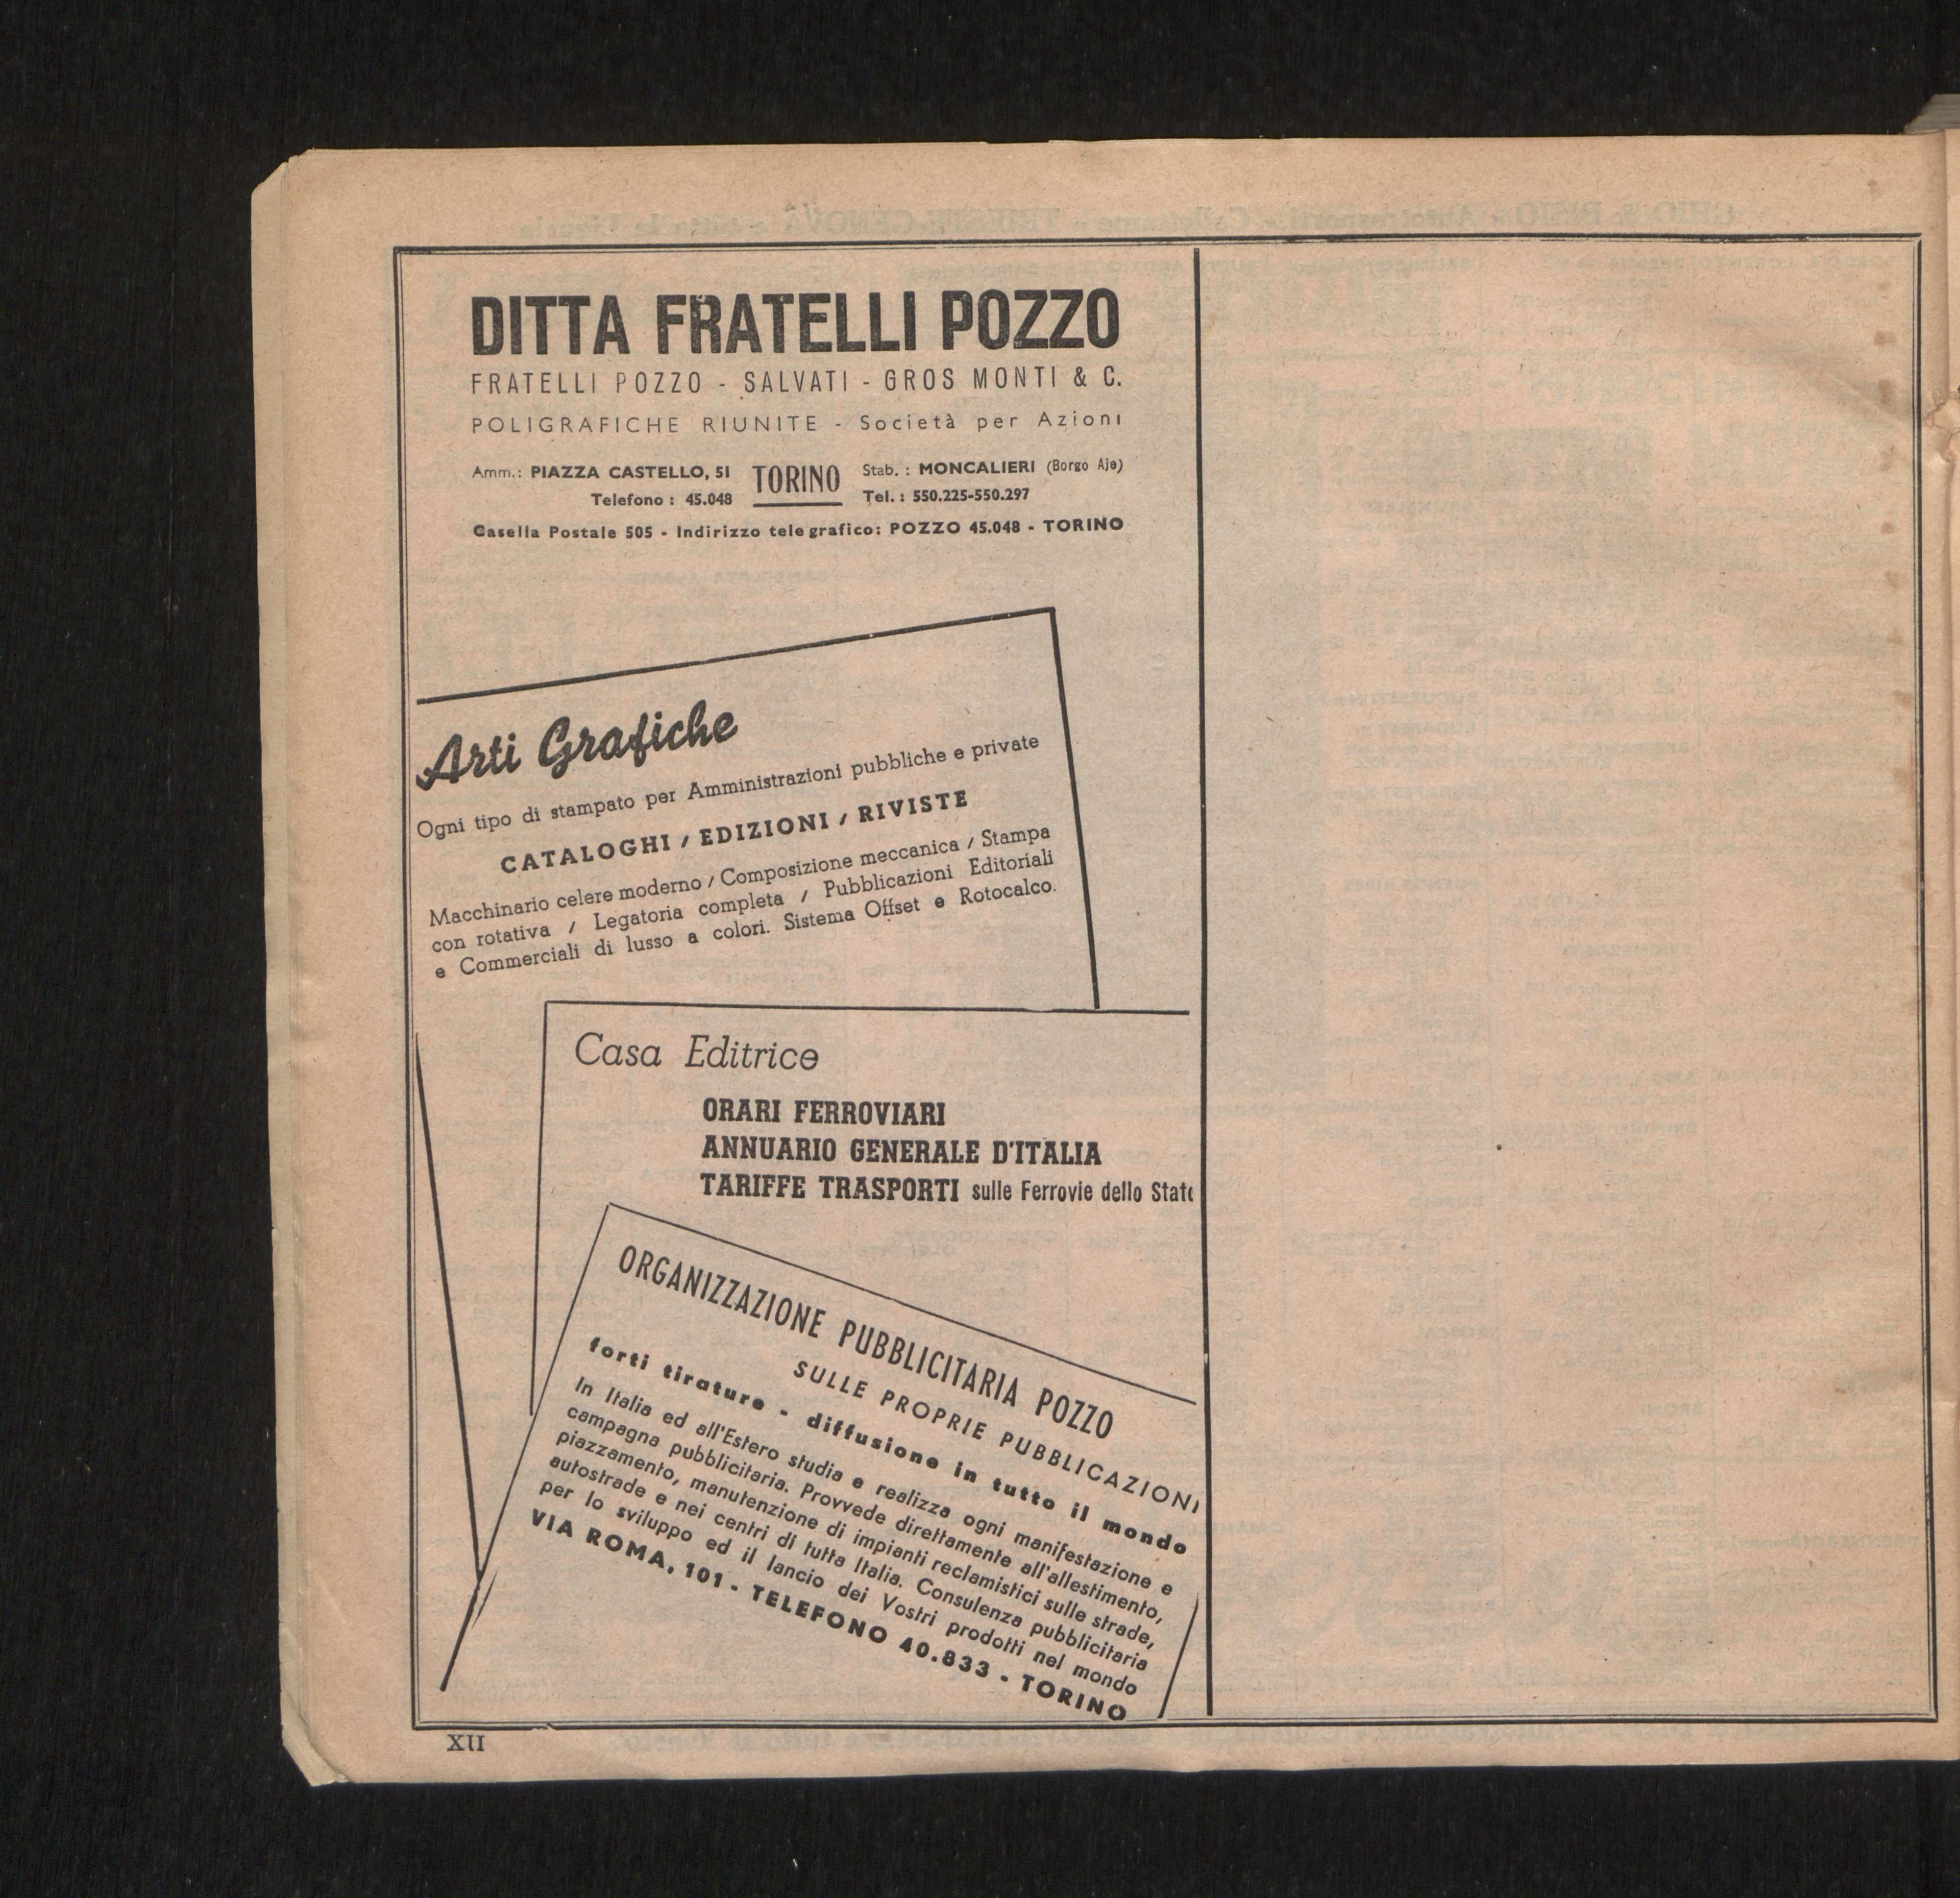 DITTA FRATELLI POZZO
FRATELLI POZZO - SALVATI - GROS MONTI & C.
POLIGRAFICHE RIUNITE - Società per Azioni
Amm.: PIAZZA CASTELLO, 51
Telefono : 45.048
TORINO
Stab. : MONCALIERI (Borgo Aje)
Tel. : 550.225-550.297
Casella Postale 505 - Indirizzo telegrafico: POZZO 45.048 - TORINO
Arti Grafiche
Ogni tipo di stampato per Amministrazioni pubbliche e private
CATALOGHI / EDIZIONI / RIVISTE
Macchinario celere moderno / Composizione meccanica / Stampa
con rotativa / Legatoria completa / Pubblicazioni Editoriali
e Commerciali di lusso a colori. Sistema Offset e Rotocalco.
Casa Editrice
ORARI FERROVIARI
ANNUARIO GENERALE D'ITALIA
TARIFFE TRASPORTI sulle Ferrovie dello Stato
ORGANIZZAZIONE PUBBLICITARIA POZZO
SULLE PROPRIE PUBBLICAZIONI
forti tirature - diffusione in tutto il mondo
In Italia ed all'Estero studia e realizza ogni manifestazione e
campagna pubblicitaria. Provvede direttamente all'allestimento,
piazzamento, manutenzione di impianti reclamistici sulle strade,
autostrade e nei centri di tutta Italia. Consulenza pubblicitaria
per lo sviluppo ed il lancio dei Vostri prodotti nel mondo
VIA ROMA, 101 - TELEFONO 40.833 - TORINO
XII